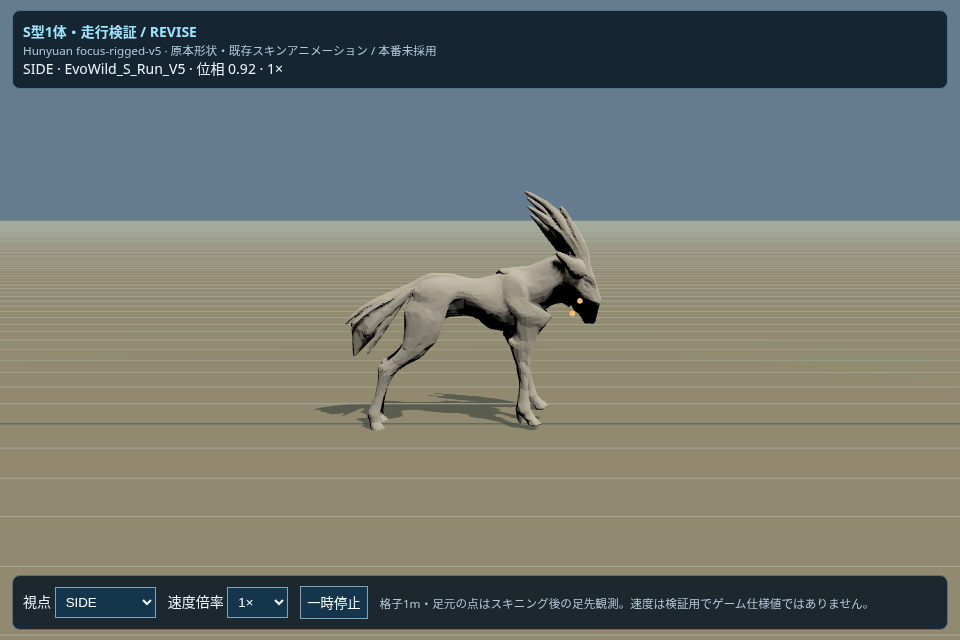 S型1体・走行検証 / REVISE
Hunyuan focus-rigged-v5 · 原本形状・既存スキンアニメーション / 本番未採用
SIDE · EvoWild_S_Run_V5 · 位相 0.92 · 1×
視点 SIDE 速度倍率 1× 一時停止 格子1m・足元の点はスキニング後の足先観測。速度は検証用でゲーム仕様値ではありません。